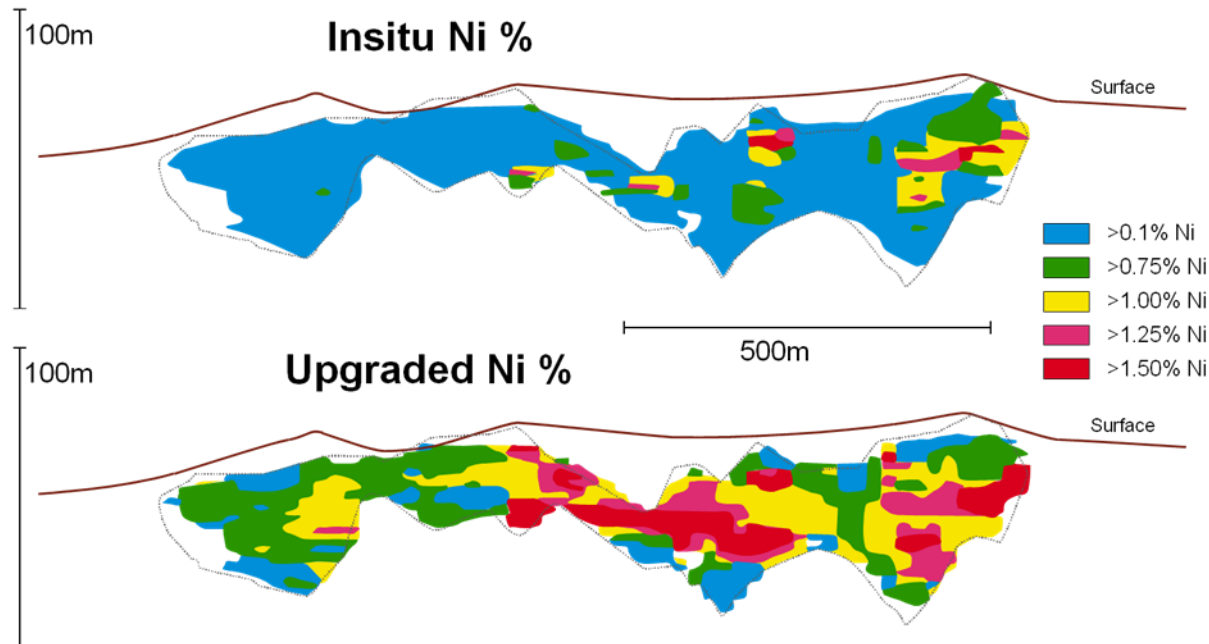 100m
Insitu Ni %
Surface
>0.1% Ni
>0.75% Ni
>1.00% Ni
>1.25% Ni
>1.50% Ni
500m
100m
Upgraded Ni %
Surface